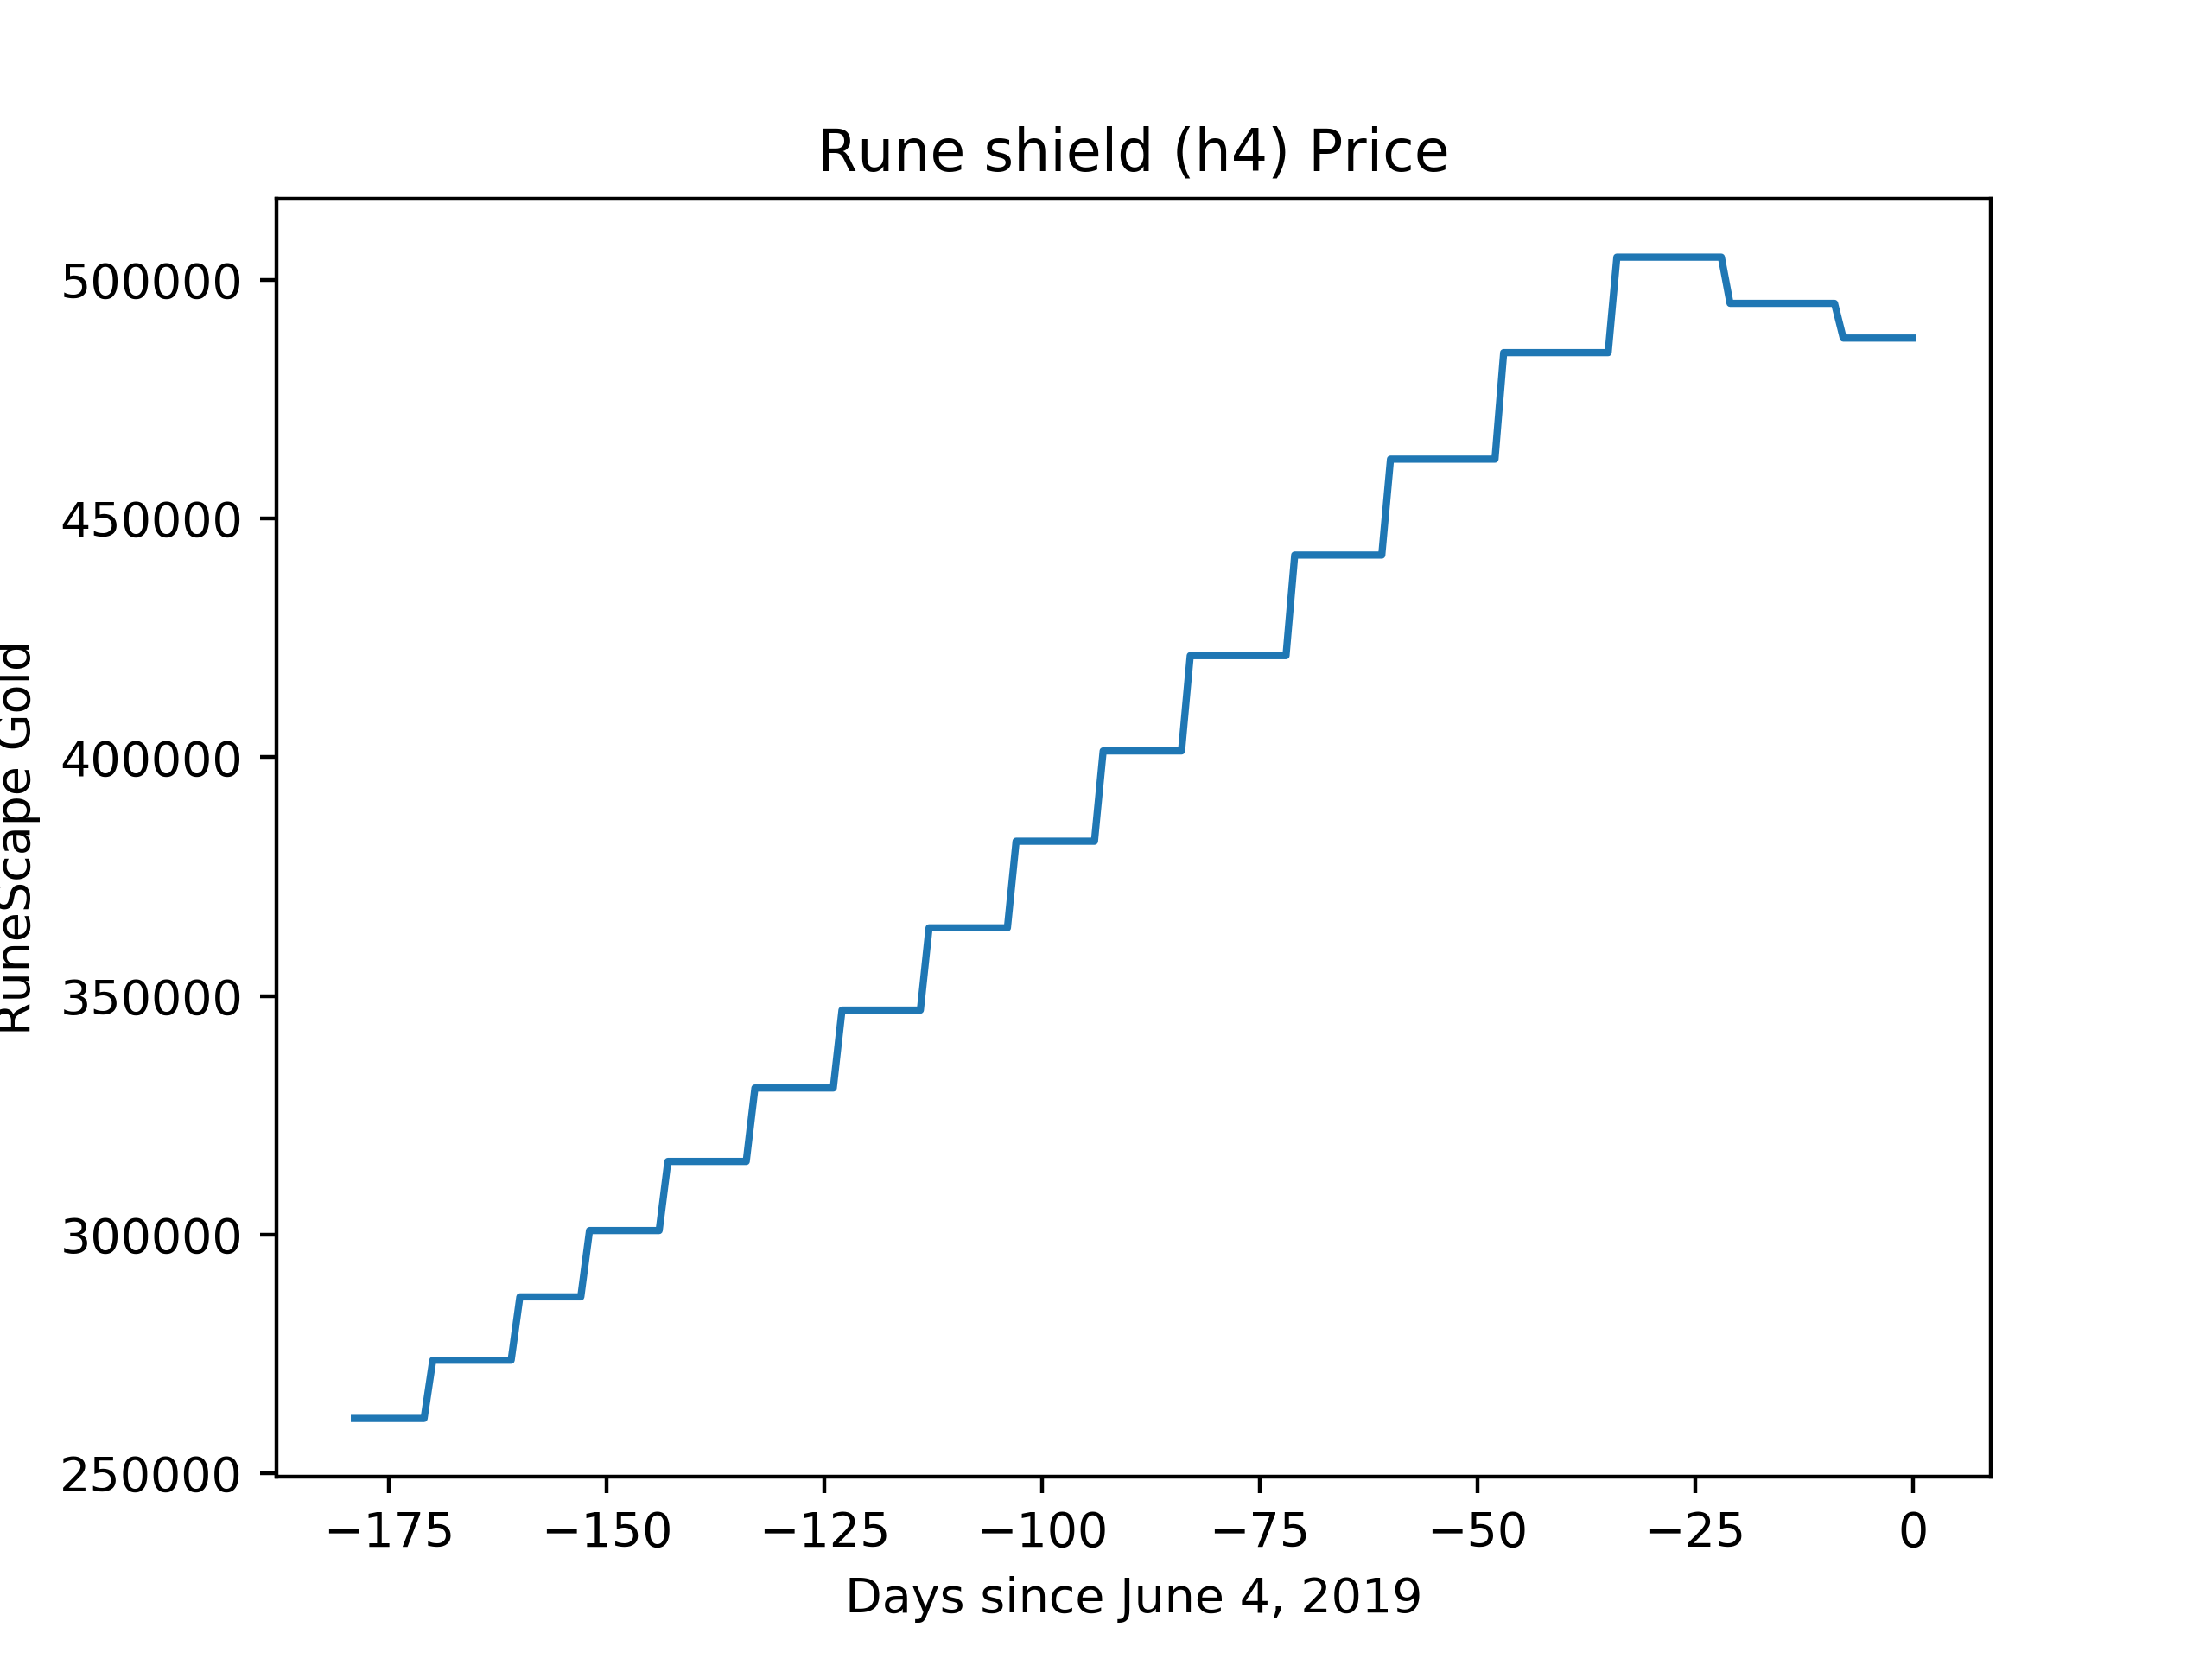 Rune shield (h4) Price
RuneScape Gold
500000
450000
400000
350000
300000
250000
−175 −150 −125 −100 −75 −50 −25 0
Days since June 4, 2019